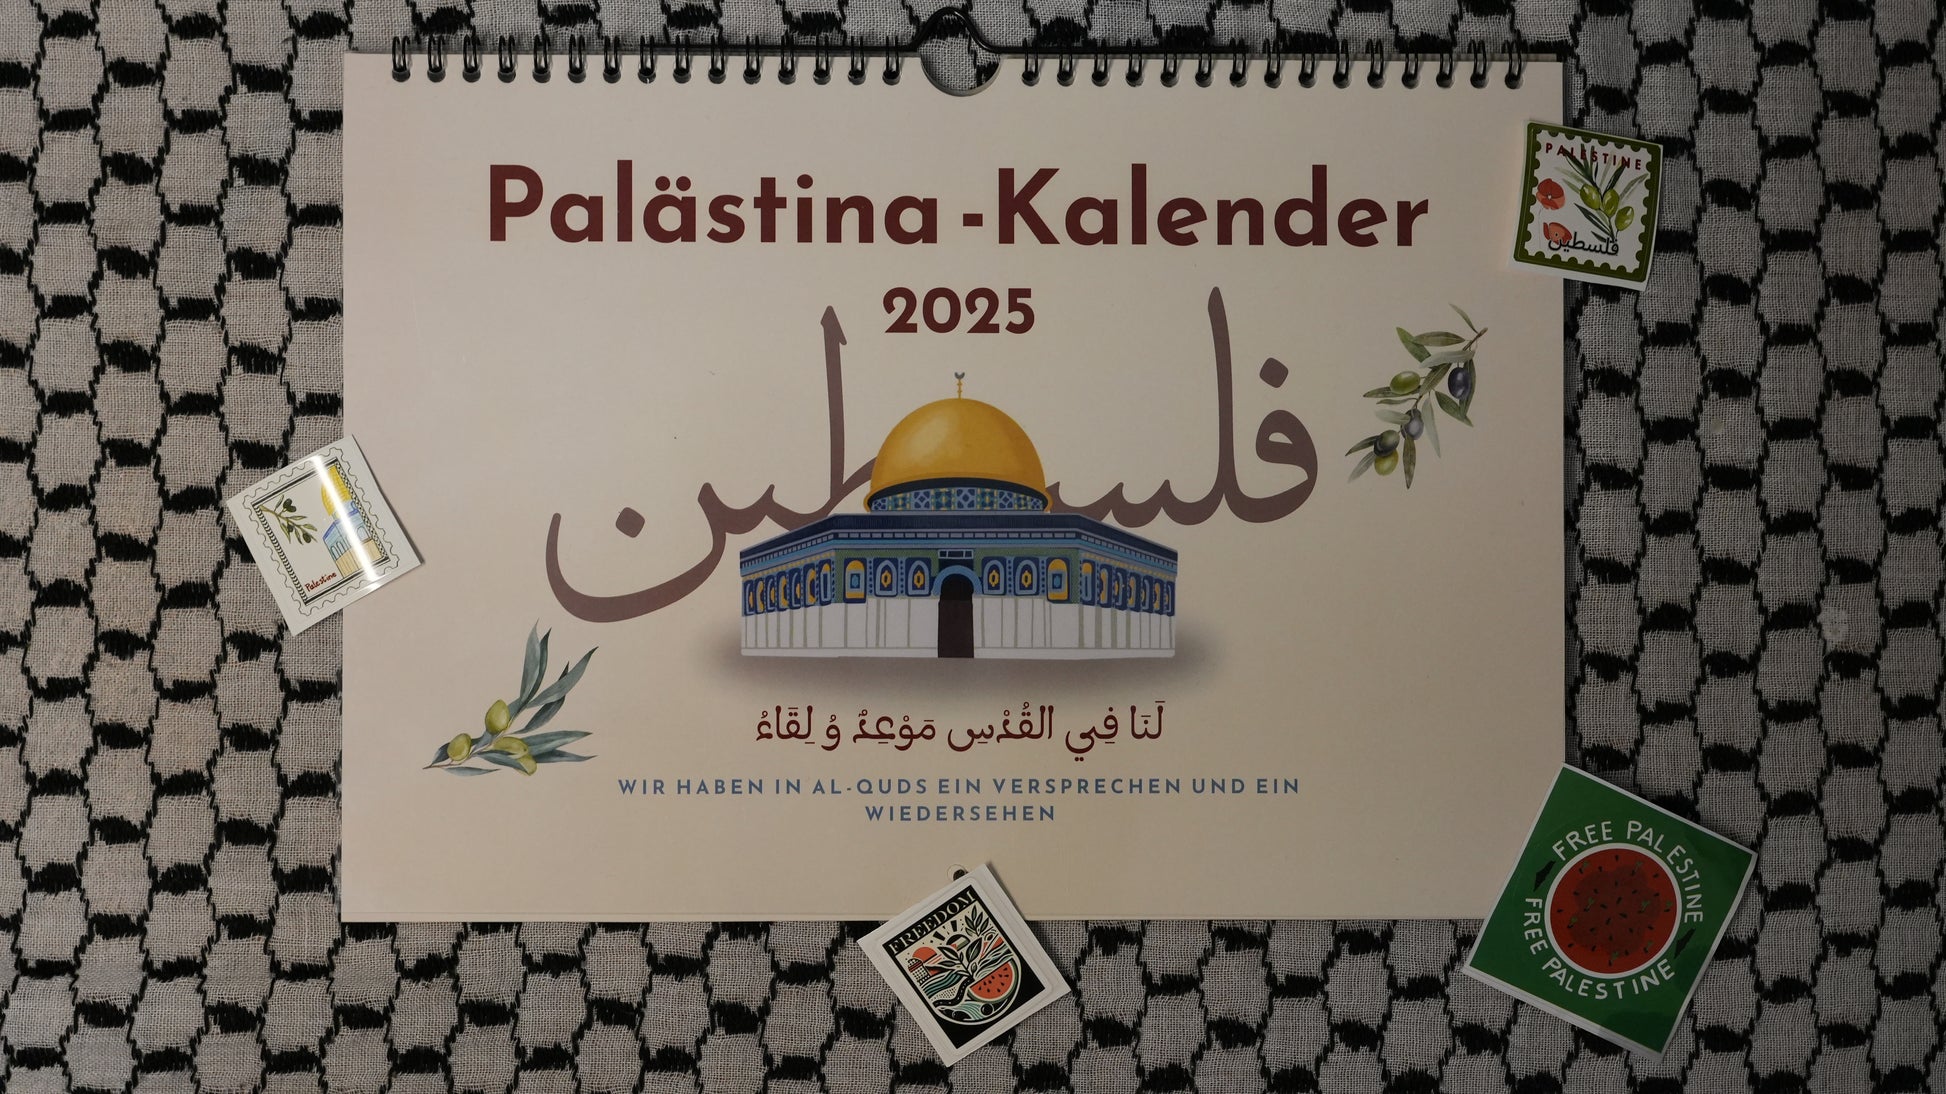 Palästina-Kalender
2025
فلسطين
لَنَا فِي القُدْسِ مَوْعِدٌ وُ لِقَاءُ
WIR HABEN IN AL-QUDS EIN VERSPRECHEN UND EIN
WIEDERSEHEN
PALESTINE
فلسطين
Palestine
FREEDOM
FREE PALESTINE
FREE PALESTINE